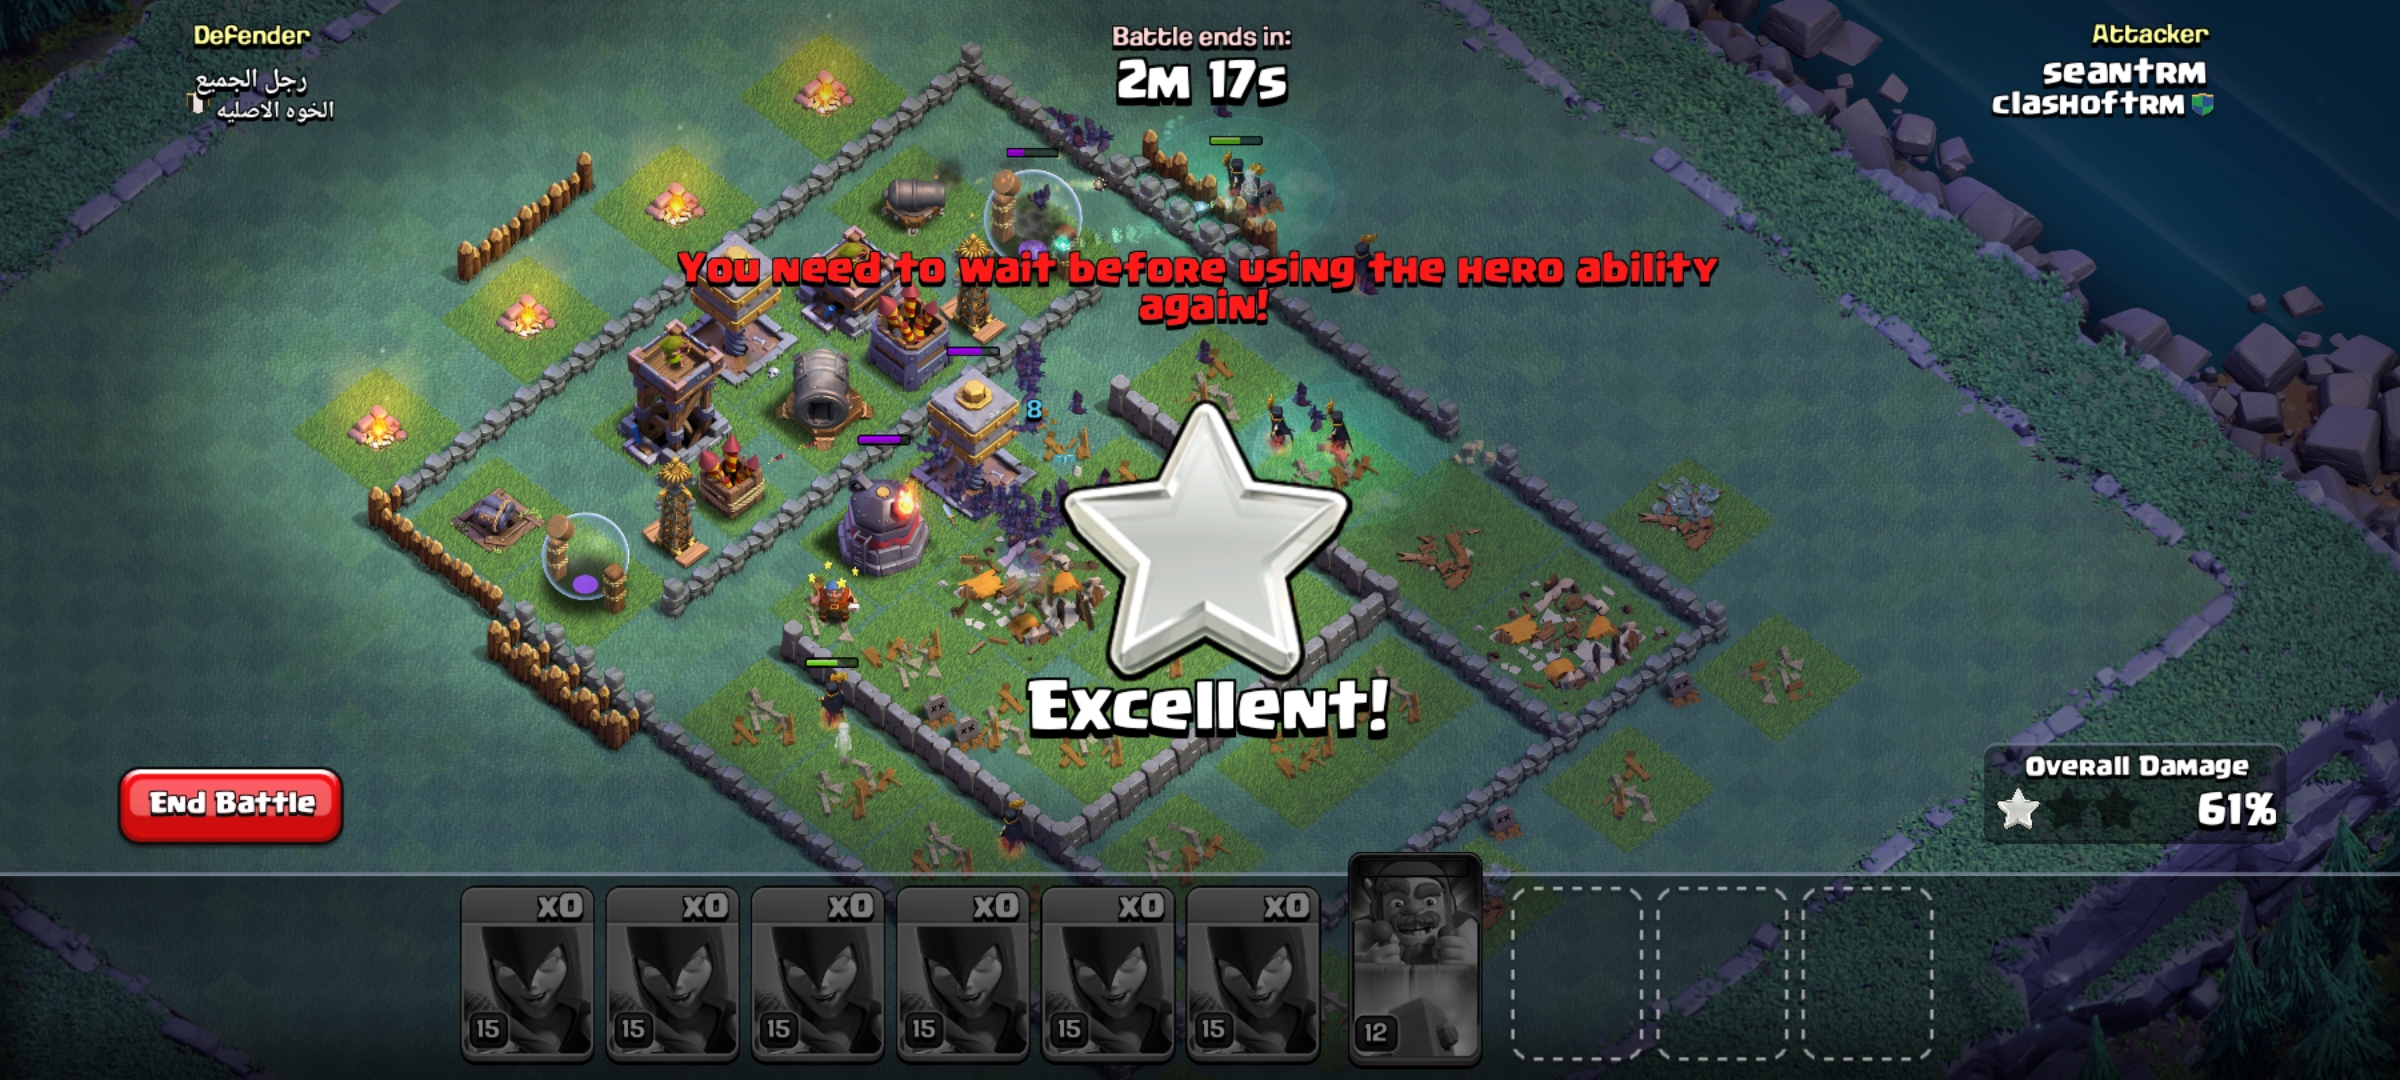 Defender
رجل الجميع
الخوه الاصليه
Battle ends in:
2M 17s
Attacker
seantRM
clashoftRM
You need to wait before using the hero ability
again!
8
Excellent!
End Battle
Overall Damage
61%
x0 x0 x0 x0 x0 x0
15 15 15 15 15 15 12